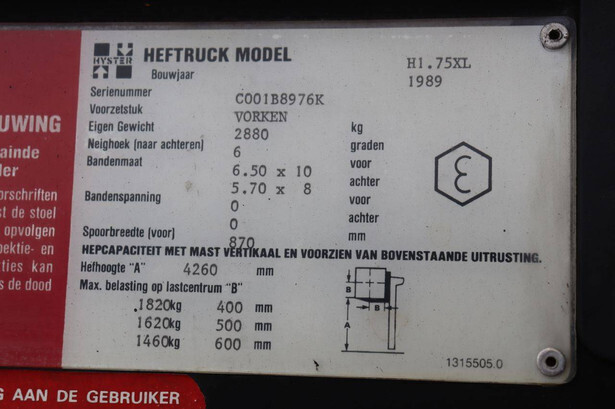 UWING
ainde
ler
orschriften
st de stoel
opvolgen
pektie- en
ties kan
s de dood
HYSTER
HEFTRUCK MODEL H1.75XL
Bouwjaar 1989
Serienummer C001B8976K
Voorzetstuk VORKEN
Eigen Gewicht 2880 kg
Neighoek (naar achteren) 6 graden
Bandenmaat 6.50 x 10 voor
5.70 x 8 achter
Bandenspanning 0 voor
0 achter
Spoorbreedte (voor) 870 mm
HEPCAPACITEIT MET MAST VERTIKAAL EN VOORZIEN VAN BOVENSTAANDE UITRUSTING.
Hefhoogte "A" 4260 mm
Max. belasting op lastcentrum "B"
1820kg 400 mm
1620kg 500 mm
1460kg 600 mm
B
B
A
ε
1315505.0
G AAN DE GEBRUIKER